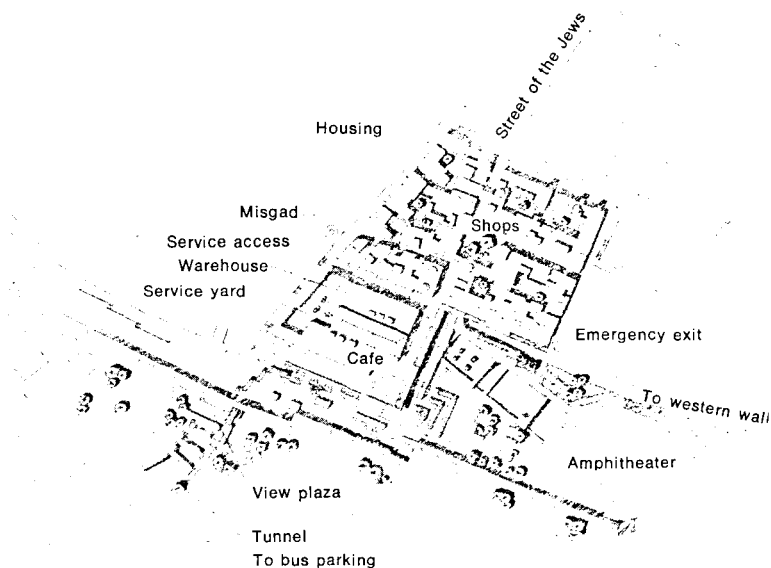 Street of the Jews
Housing
Misgad
Shops
Service access
Warehouse
Service yard
Emergency exit
Cafe
To western wall
Amphitheater
View plaza
Tunnel
To bus parking